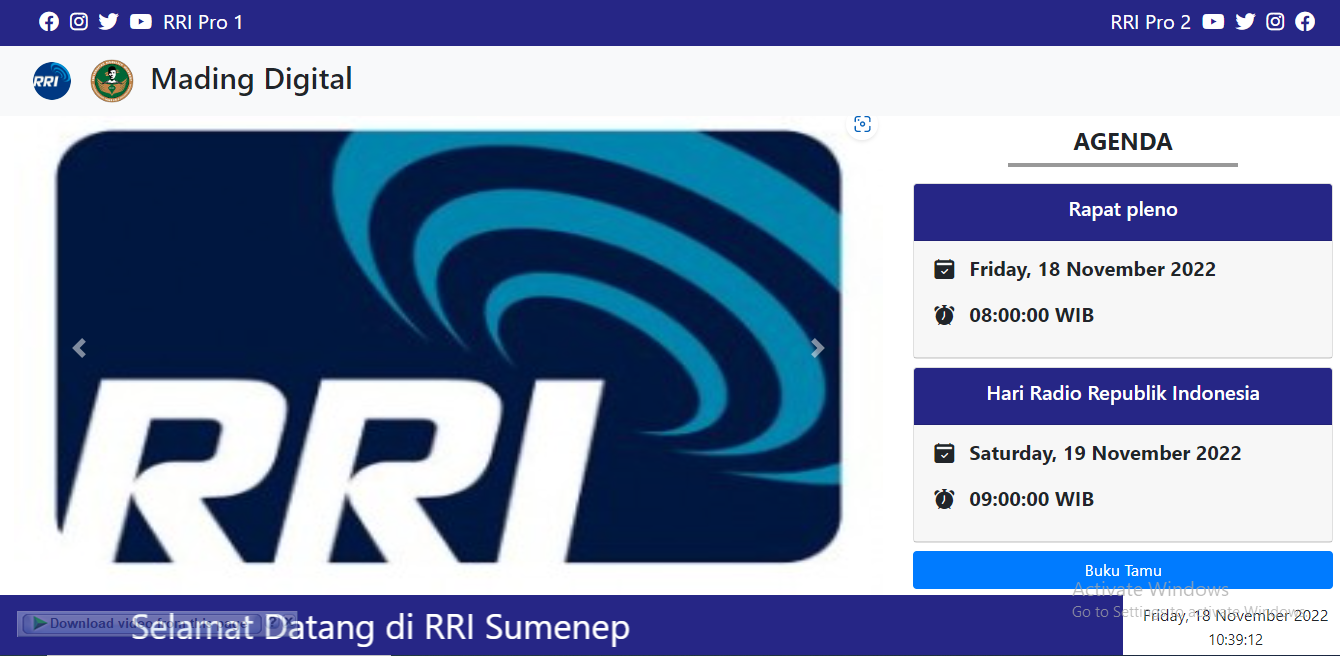 RRI Pro 1
RRI Pro 2
RRI
Mading Digital
RRI
AGENDA
Rapat pleno
Friday, 18 November 2022
08:00:00 WIB
Hari Radio Republik Indonesia
Saturday, 19 November 2022
09:00:00 WIB
Buku Tamu
Activate Windows
Go to Settings to activate Windows.
Download video from this page
Selamat Datang di RRI Sumenep
Friday, 18 November 2022
10:39:12